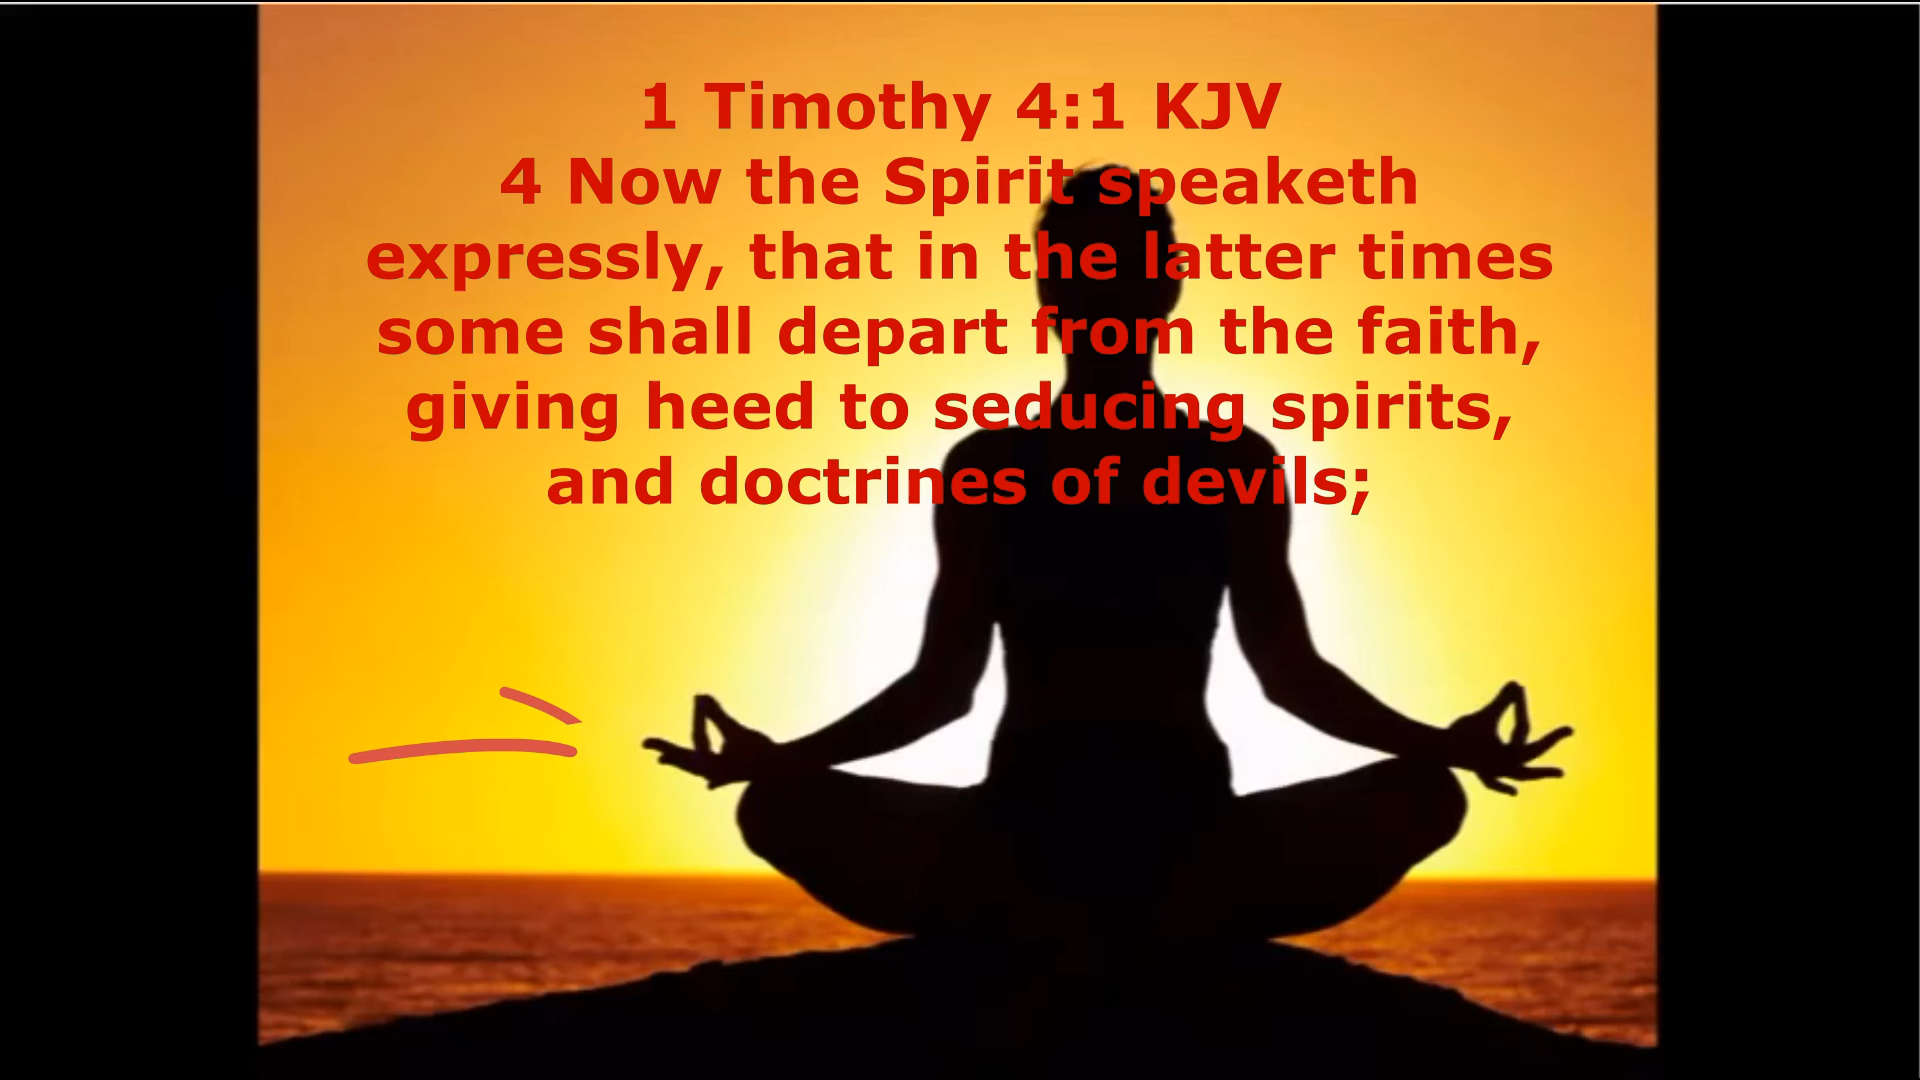 1 Timothy 4:1 KJV
4 Now the Spirit speaketh
expressly, that in the latter times
some shall depart from the faith,
giving heed to seducing spirits,
and doctrines of devils;